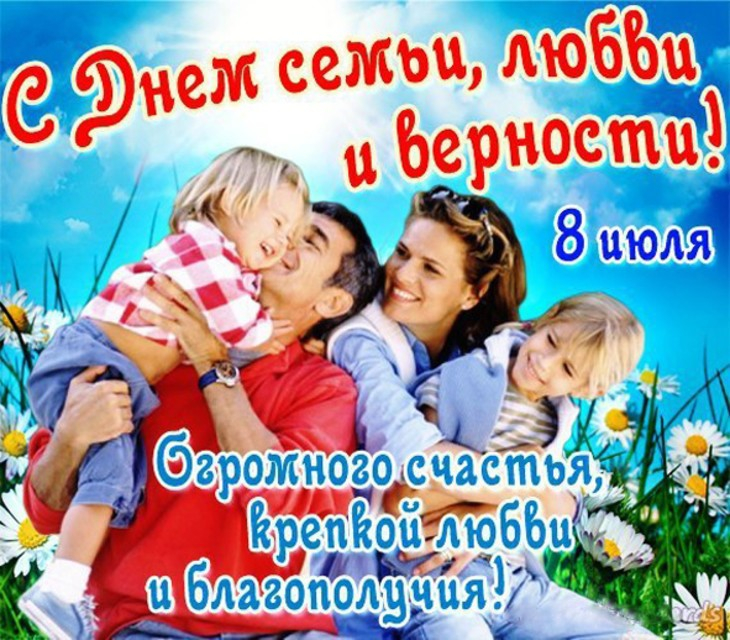 С Днем семьи, любви
и верности!
8 июля
Огромного счастья,
крепкой любви
и благополучия!